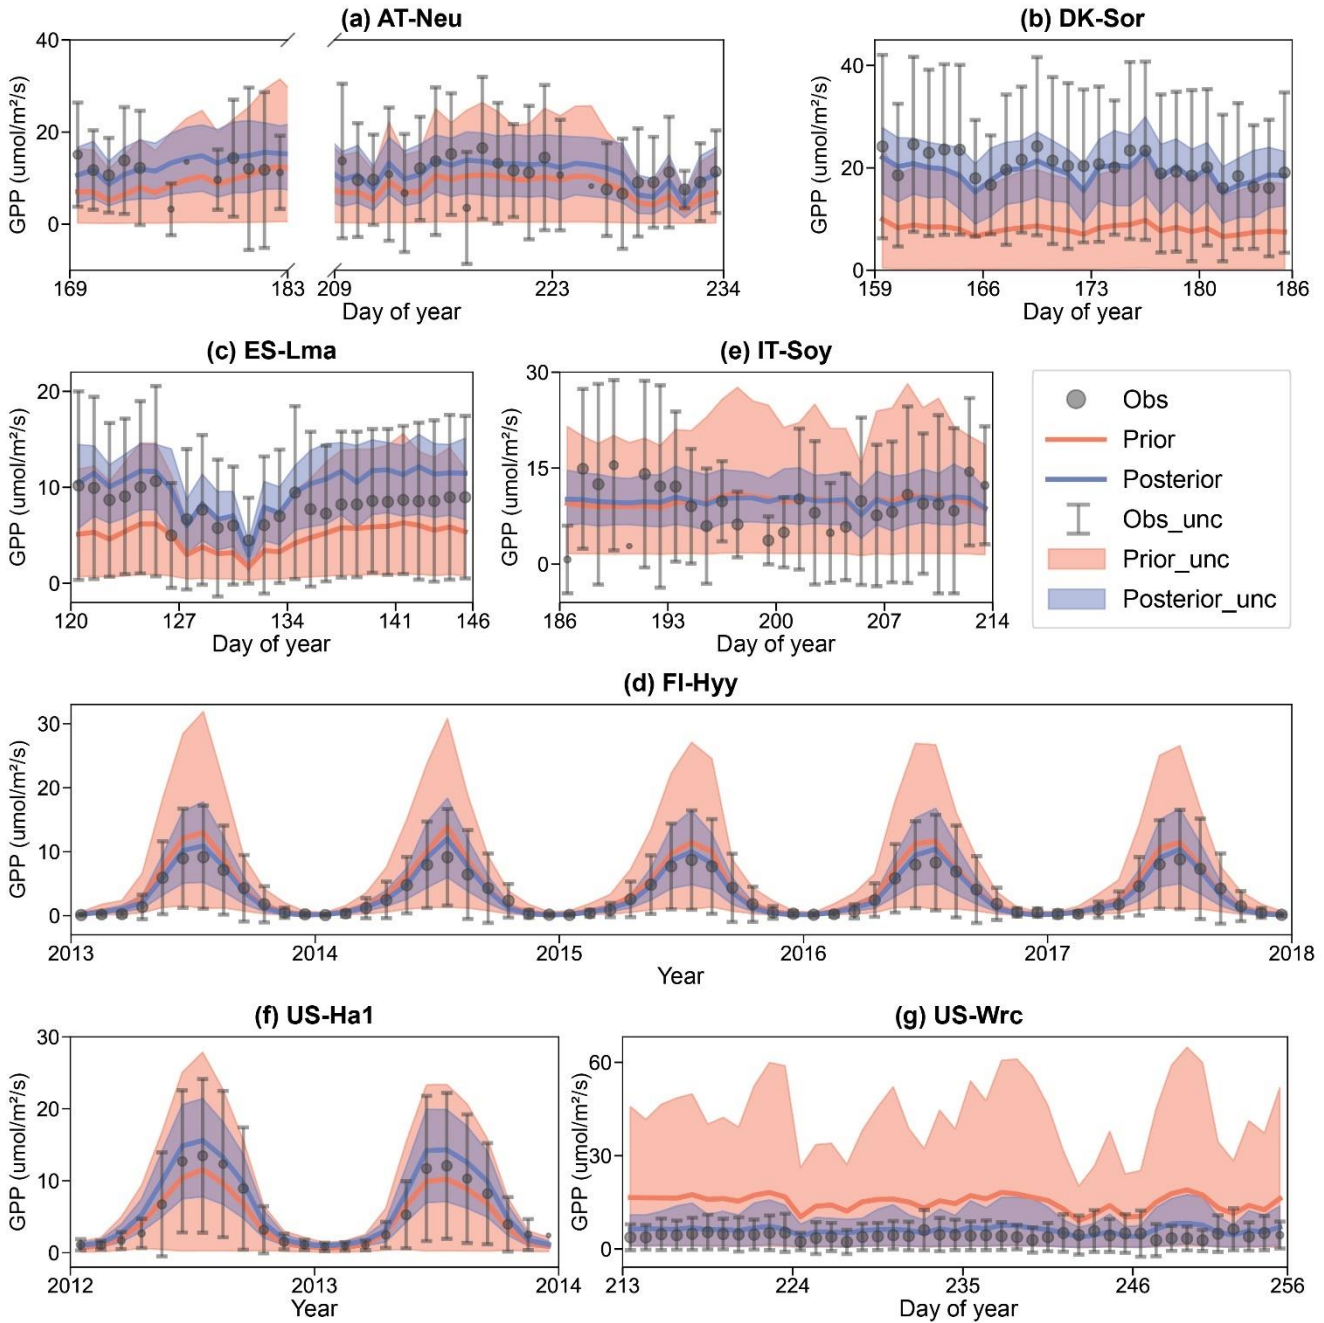 (a) AT-Neu
(b) DK-Sor
GPP (umol/m²/s)
40
20
0
169
183
209
223
234
Day of year
GPP (umol/m²/s)
40
20
0
159
166
173
180
186
Day of year
(c) ES-Lma
(e) IT-Soy
GPP (umol/m²/s)
20
10
0
120
127
134
141
146
Day of year
GPP (umol/m²/s)
30
15
0
186
193
200
207
214
Day of year
Obs
Prior
Posterior
Obs_unc
Prior_unc
Posterior_unc
(d) FI-Hyy
GPP (umol/m²/s)
30
20
10
0
2013
2014
2015
2016
2017
2018
Year
(f) US-Ha1
(g) US-Wrc
GPP (umol/m²/s)
30
20
10
0
2012
2013
2014
Year
GPP (umol/m²/s)
60
30
0
213
224
235
246
256
Day of year